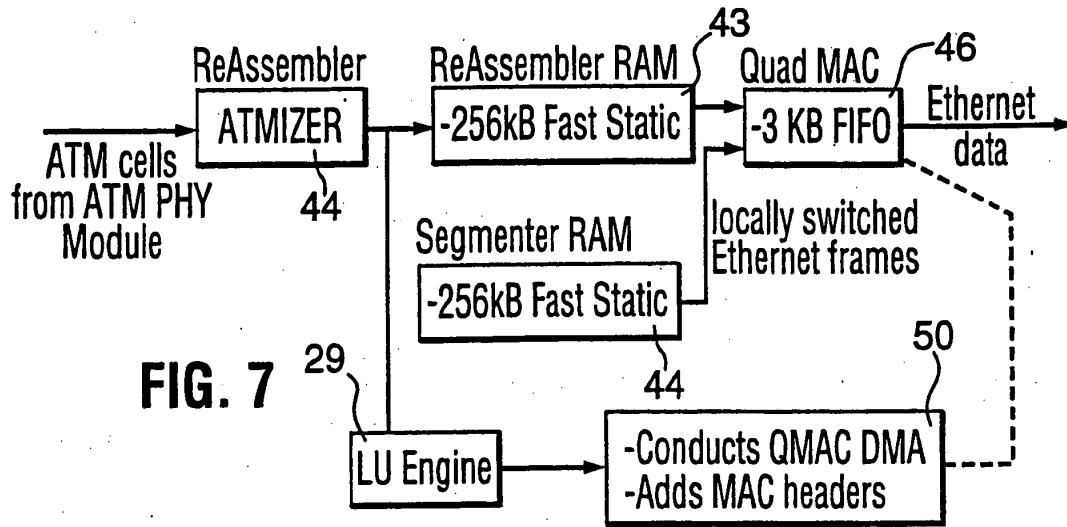 43
46
ReAssembler
ReAssembler RAM
Quad MAC
ATMIZER
-256kB Fast Static
-3 KB FIFO
Ethernet
data
ATM cells
from ATM PHY
Module
44
Segmenter RAM
-256kB Fast Static
44
locally switched
Ethernet frames
FIG. 7
29
LU Engine
50
-Conducts QMAC DMA
-Adds MAC headers